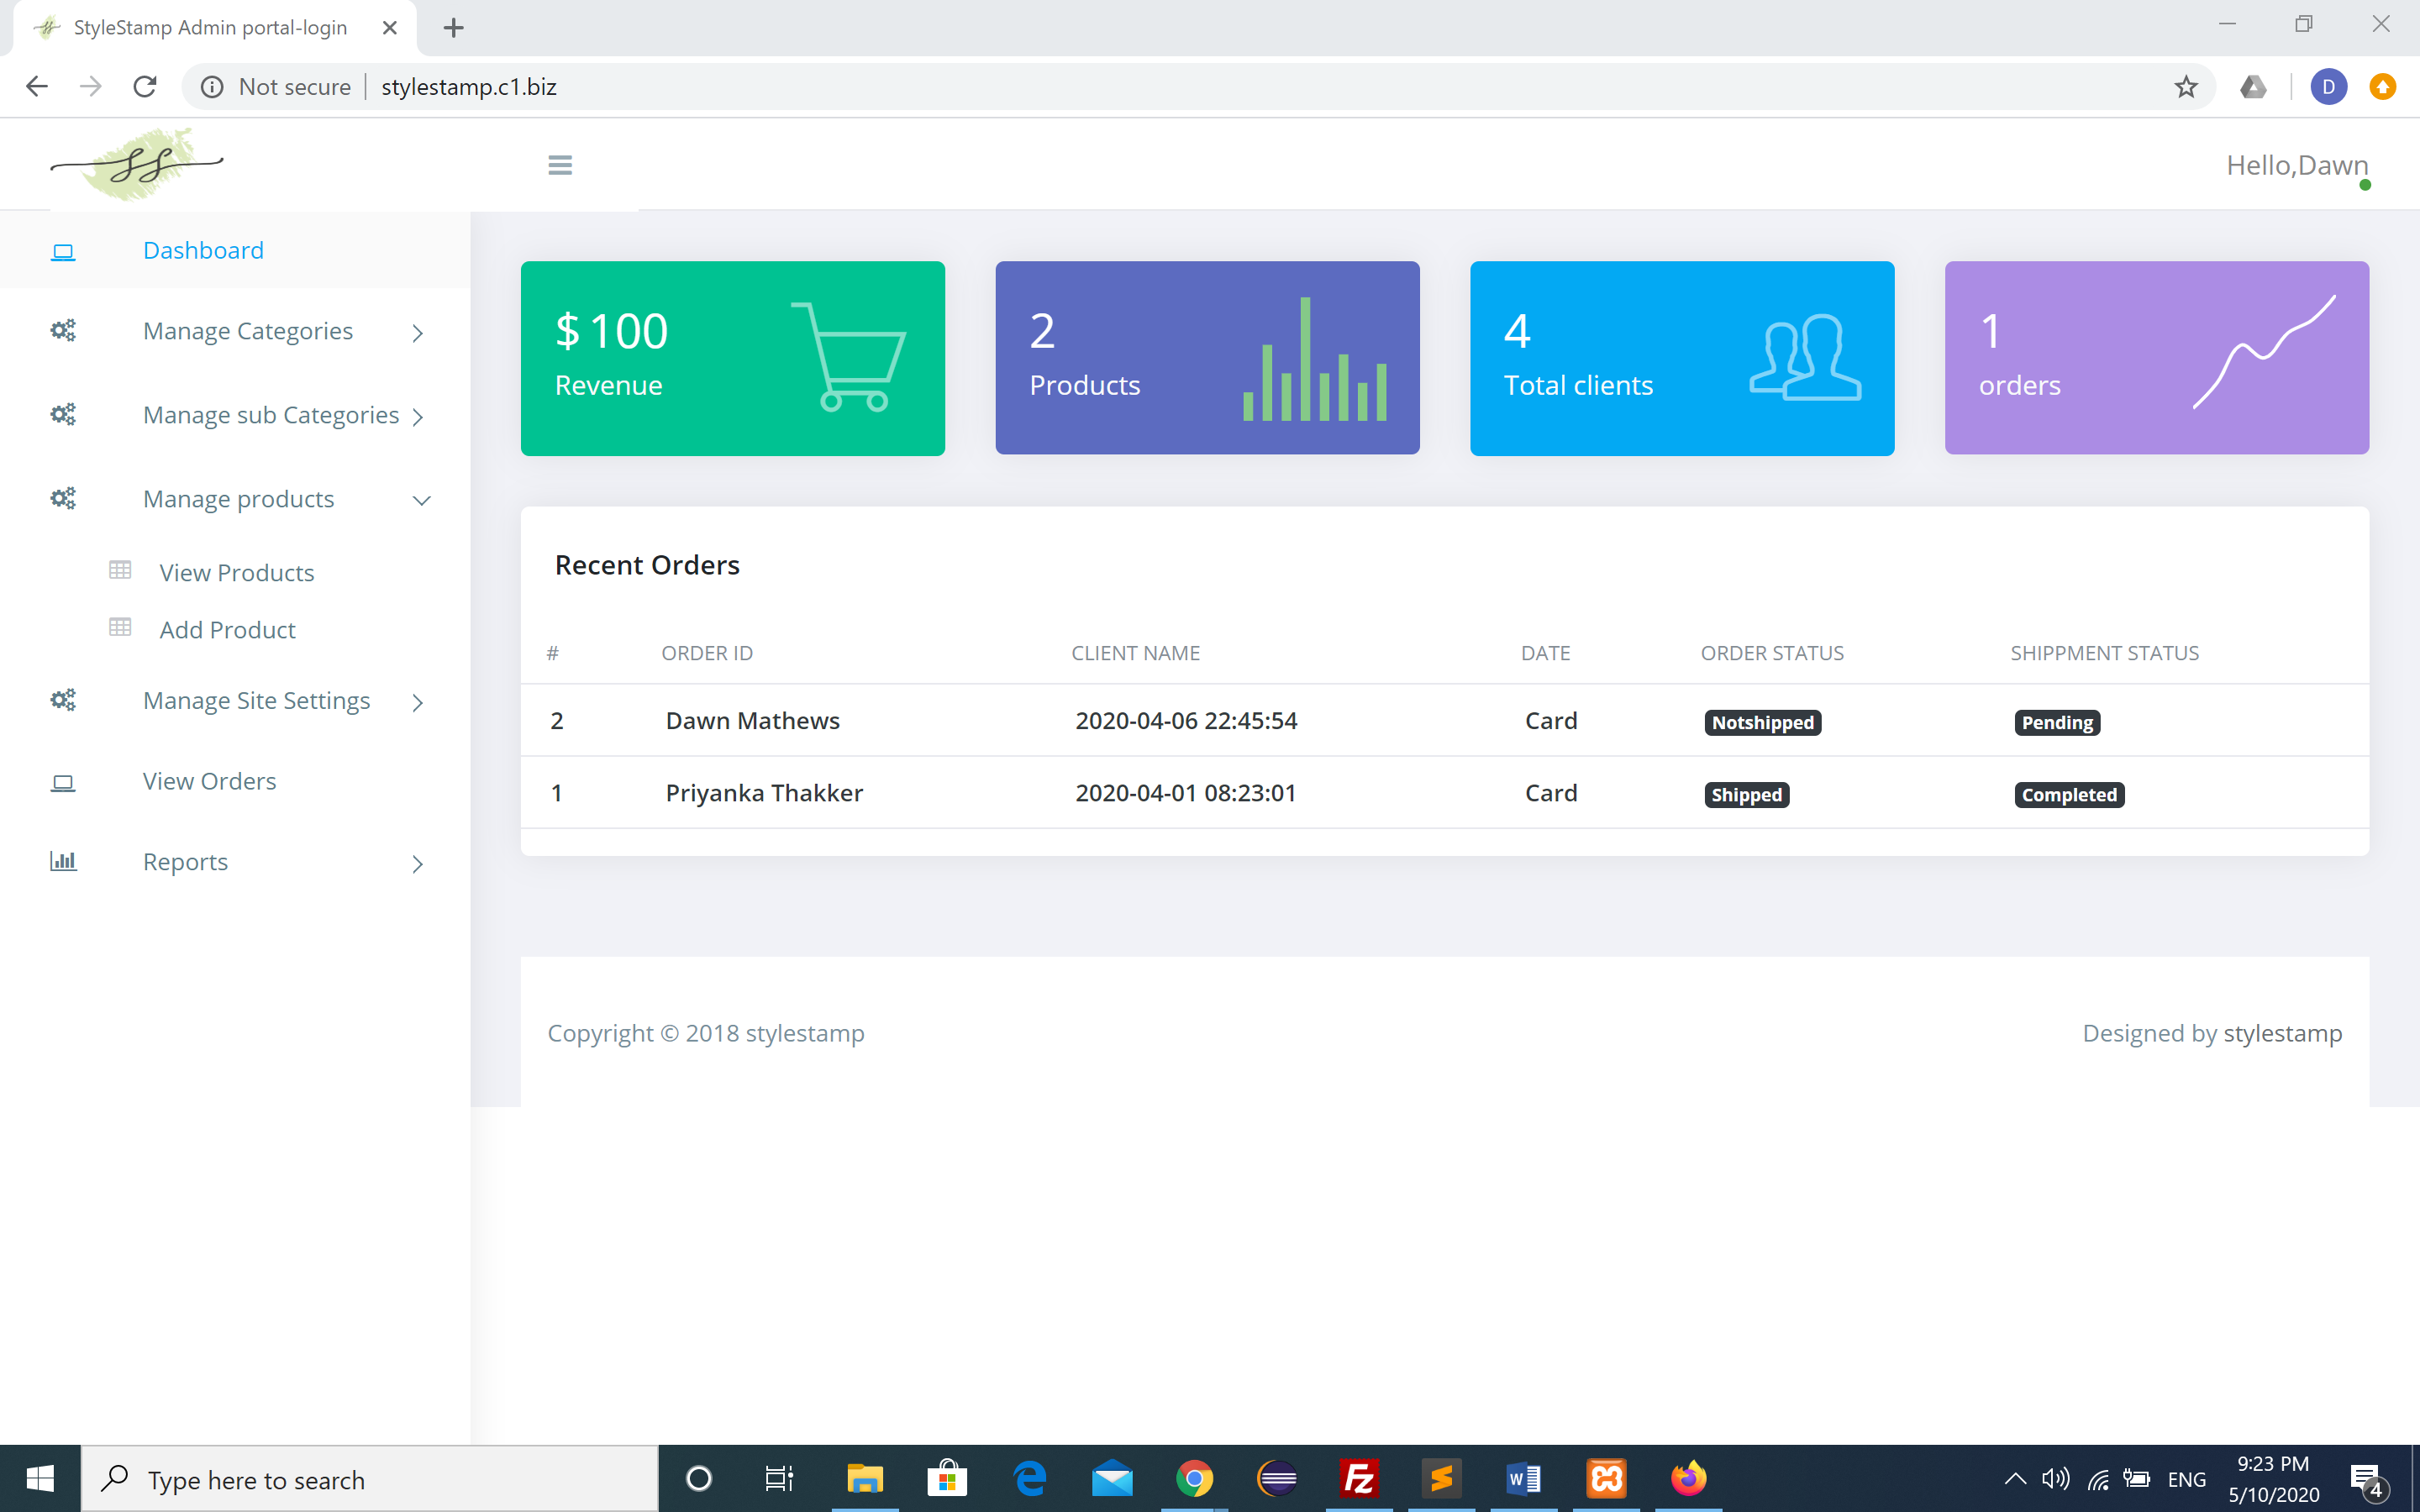 StyleStamp Admin portal-login
Not secure | stylestamp.c1.biz
D
Hello,Dawn
Dashboard
Manage Categories
Manage sub Categories
Manage products
View Products
Add Product
Manage Site Settings
View Orders
Reports
$ 100
Revenue
2
Products
4
Total clients
1
orders
Recent Orders
# ORDER ID CLIENT NAME DATE ORDER STATUS SHIPPMENT STATUS
2 Dawn Mathews 2020-04-06 22:45:54 Card Notshipped Pending
1 Priyanka Thakker 2020-04-01 08:23:01 Card Shipped Completed
Copyright © 2018 stylestamp
Designed by stylestamp
Type here to search
ENG
9:23 PM
5/10/2020
4